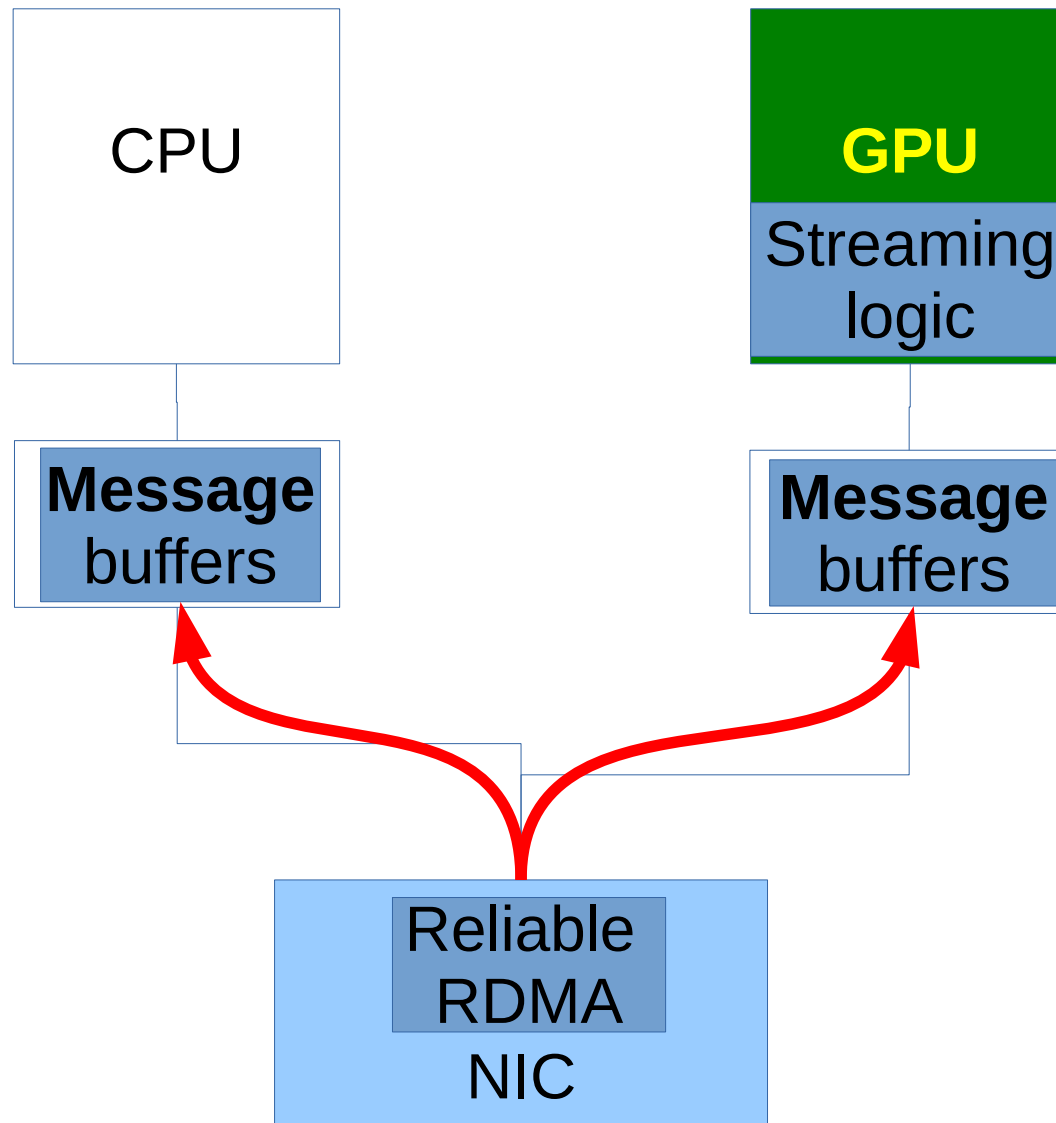 CPU
GPU
Streaming
logic
Message
buffers
Message
buffers
Reliable
RDMA
NIC